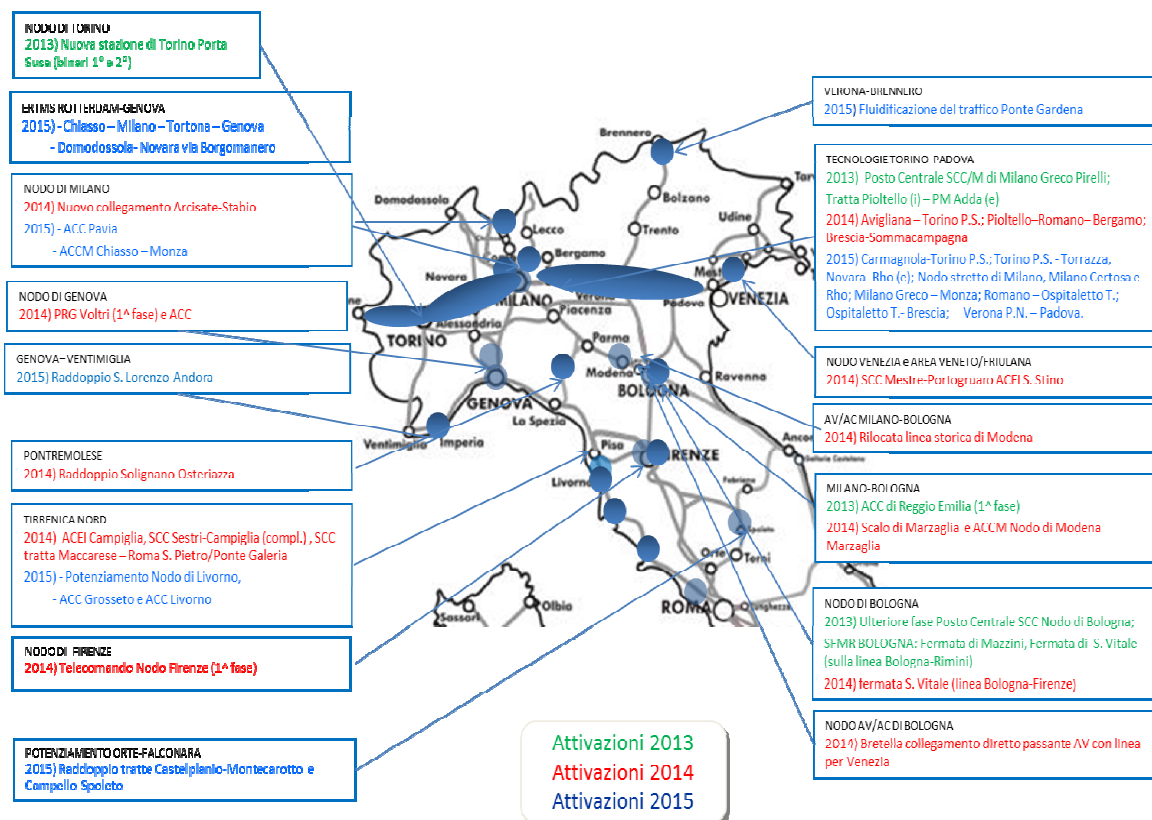 NODO DI TORINO
2013) Nuova stazione di Torino Porta
Susa (binari 1° e 2°)
ERTMS ROTTERDAM-GENOVA
2015) - Chiasso – Milano – Tortona – Genova
- Domodossola- Novara via Borgomanero
NODO DI MILANO
2014) Nuovo collegamento Arcisate-Stabio
2015) - ACC Pavia
- ACCM Chiasso – Monza
NODO DI GENOVA
2014) PRG Voltri (1^ fase) e ACC
GENOVA – VENTIMIGLIA
2015) Raddoppio S. Lorenzo Andora
PONTREMOLESE
2014) Raddoppio Solignano Osteriazza
TIRRENICA NORD
2014) ACEI Campiglia, SCC Sestri-Campiglia (compl.) , SCC
tratta Maccarese – Roma S. Pietro/Ponte Galeria
2015) - Potenziamento Nodo di Livorno,
- ACC Grosseto e ACC Livorno
NODO DI FIRENZE
2014) Telecomando Nodo Firenze (1^ fase)
POTENZIAMENTO ORTE-FALCONARA
2015) Raddoppio tratte Castelplanio-Montecarotto e
Campello Spoleto
Brennero
Bolzano
Domodossola
Trento
Udine
Tar
Lecco
Com
Bergamo
Novara
MILANO
Verona
Padova
Mest
VENEZIA
TORINO
Alessandria
Piacenza
Parma
Modena
BOLOGNA
Ravenna
GENOVA
La Spezia
Ventimiglia
Imperia
Pisa
Livorno
IRENZE
Ancon
Fabriano
Spoleto
Orte
Terni
ROMA
Olbia
Sassari
VERONA-BRENNERO
2015) Fluidificazione del traffico Ponte Gardena
TECNOLOGIE TORINO PADOVA
2013) Posto Centrale SCC/M di Milano Greco Pirelli;
Tratta Pioltello (i) – PM Adda (e)
2014) Avigliana – Torino P.S.; Pioltello–Romano– Bergamo;
Brescia-Sommacampagna
2015) Carmagnola-Torino P.S.; Torino P.S. - Torrazza,
Novara Rho (e); Nodo stretto di Milano, Milano Certosa e
Rho; Milano Greco – Monza; Romano – Ospitaletto T.;
Ospitaletto T.- Brescia; Verona P.N. – Padova.
NODO VENEZIA e AREA VENETO/FRIULANA
2014) SCC Mestre-Portogruaro ACEI S. Stino
AV/AC MILANO-BOLOGNA
2014) Rilocata linea storica di Modena
MILANO-BOLOGNA
2013) ACC di Reggio Emilia (1^ fase)
2014) Scalo di Marzaglia e ACCM Nodo di Modena
Marzaglia
NODO DI BOLOGNA
2013) Ulteriore fase Posto Centrale SCC Nodo di Bologna;
SFMR BOLOGNA: Fermata di Mazzini, Fermata di S. Vitale
(sulla linea Bologna-Rimini)
2014) fermata S. Vitale (linea Bologna-Firenze)
NODO AV/AC DI BOLOGNA
2014) Bretella collegamento diretto passante AV con linea
per Venezia
Attivazioni 2013
Attivazioni 2014
Attivazioni 2015